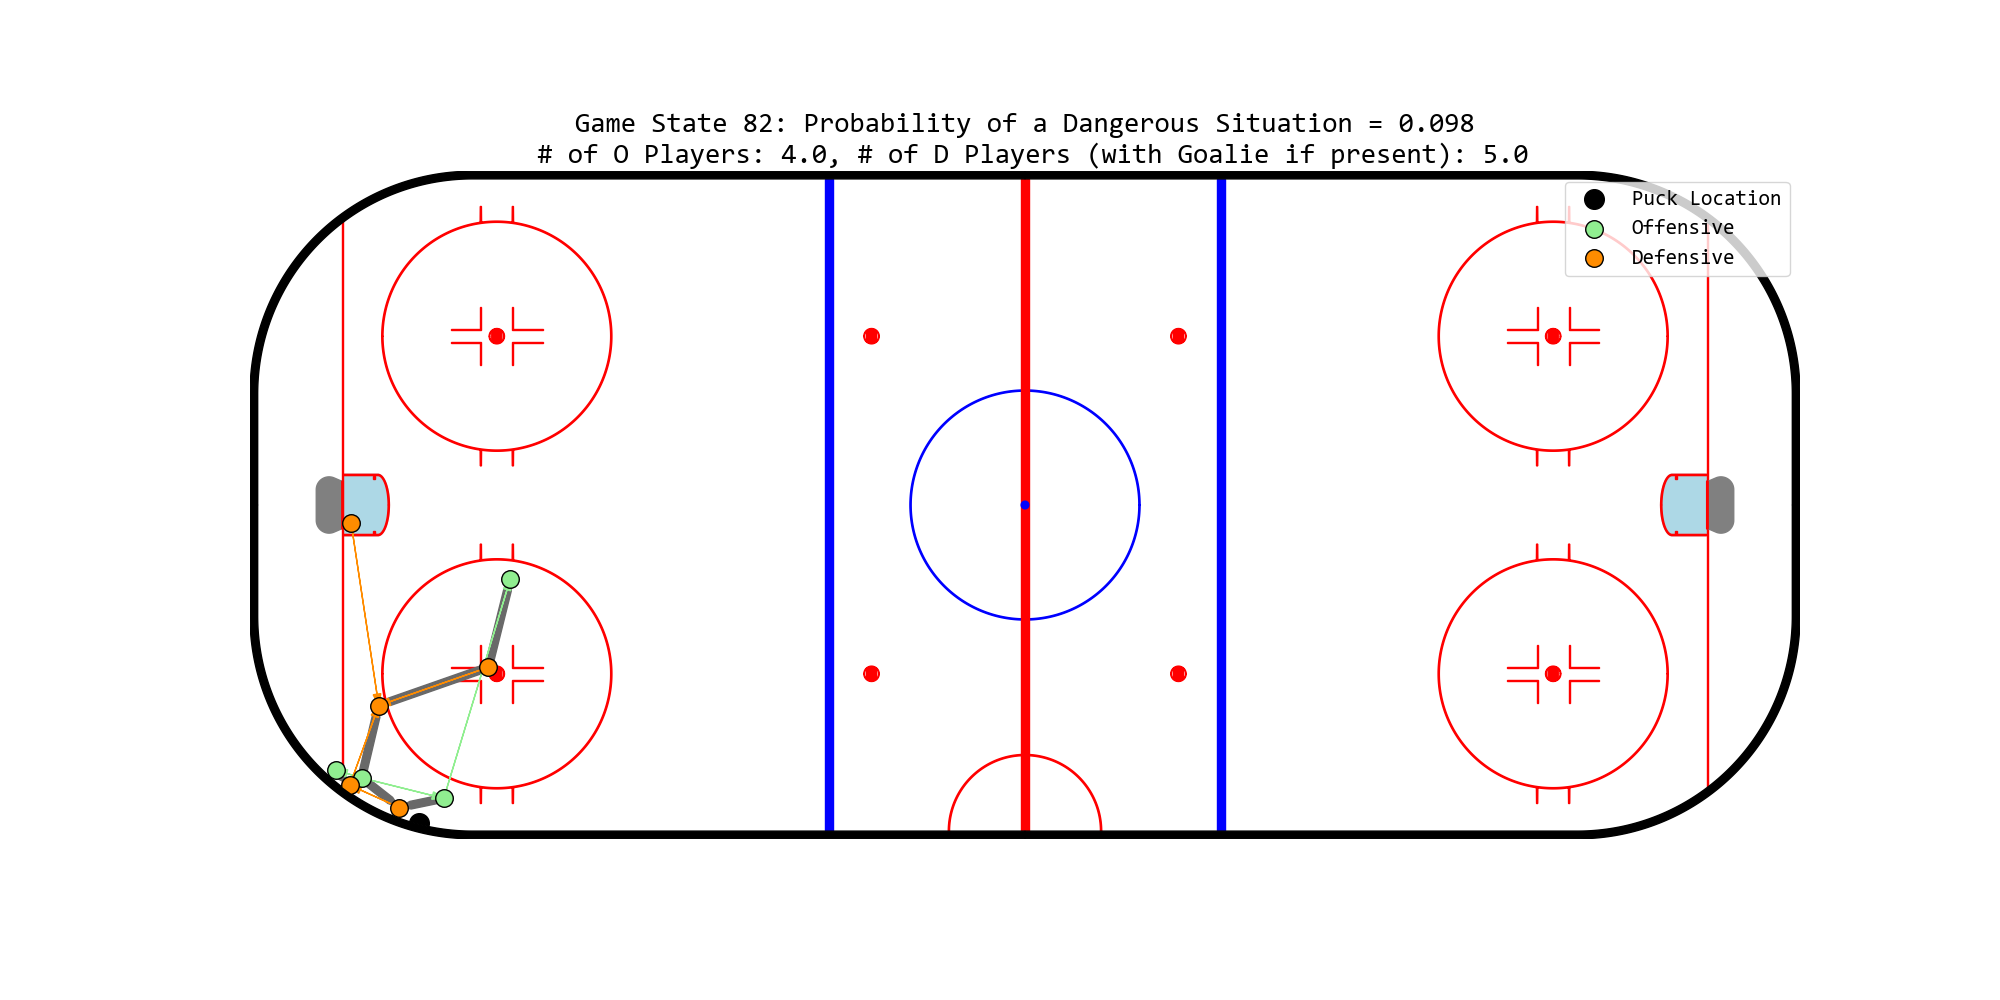 Game State 82: Probability of a Dangerous Situation = 0.098
# of O Players: 4.0, # of D Players (with Goalie if present): 5.0
Puck Location
Offensive
Defensive